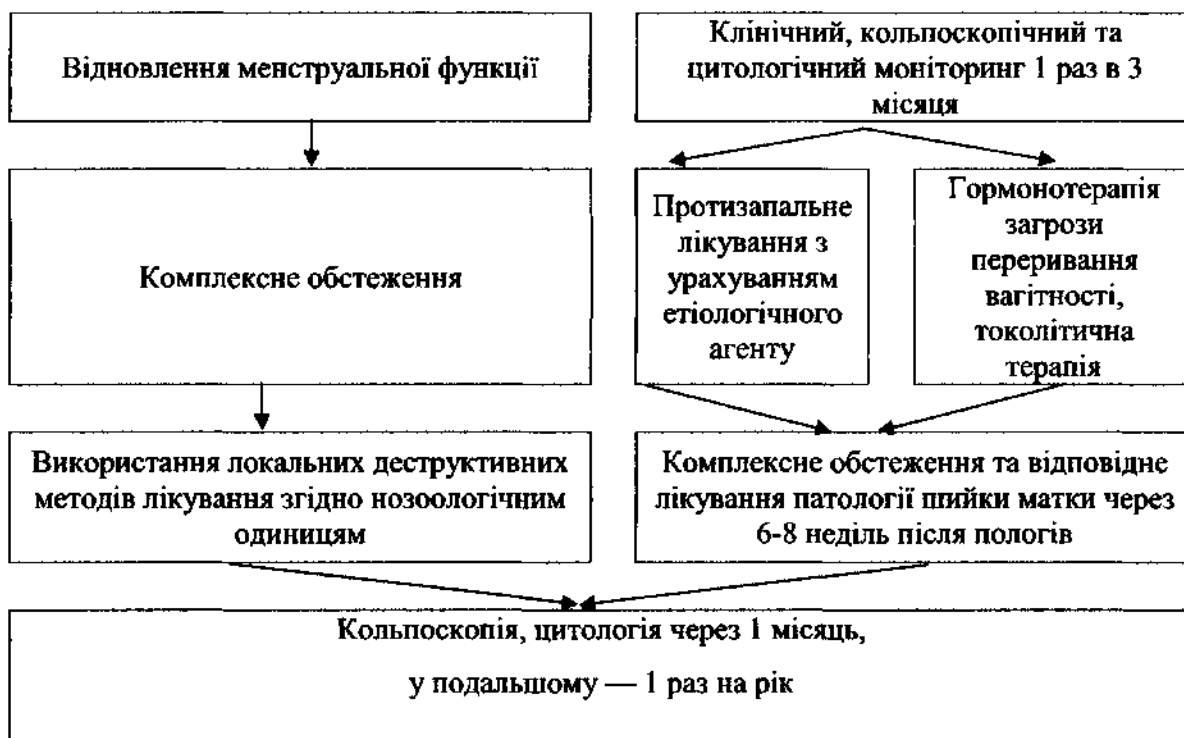 Відновлення менструальної функції
Клінічний, кольпоскопічний та
цитологічний моніторинг 1 раз в 3
місяця
Комплексне обстеження
Протизапальне
лікування з
урахуванням
етіологічного
агенту
Гормонотерапія
загрози
переривання
вагітності,
токолітична
терапія
Використання локальних деструктивних
методів лікування згідно нозоологічним
одиницям
Комплексне обстеження та відповідне
лікування патології шийки матки через
6-8 неділь після пологів
Кольпоскопія, цитологія через 1 місяць,
у подальшому — 1 раз на рік